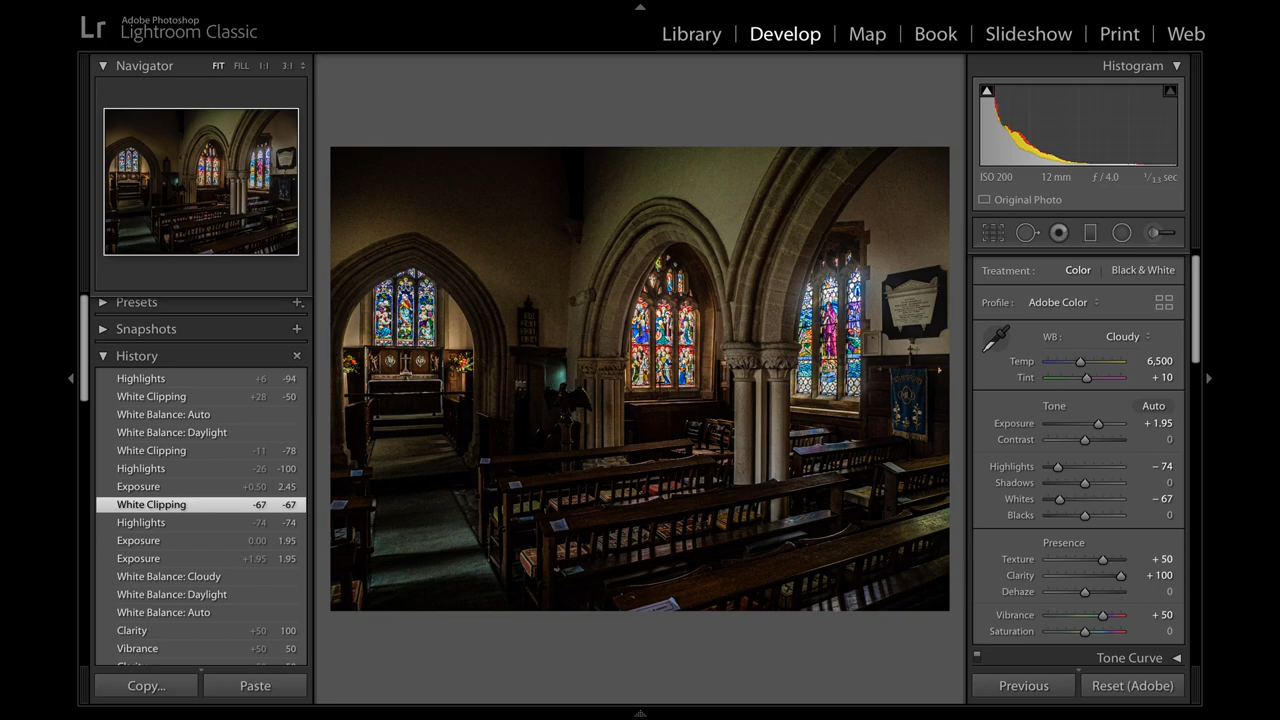 Lr Adobe Photoshop
Lightroom Classic
Library | Develop | Map | Book | Slideshow | Print | Web
Navigator FIT FILL 1:1 3:1
Presets
Snapshots
History
Highlights +6 -94
White Clipping +28 -50
White Balance: Auto
White Balance: Daylight
White Clipping -11 -78
Highlights -26 -100
Exposure +0.50 2.45
White Clipping -67 -67
Highlights -74 -74
Exposure 0.00 1.95
Exposure +1.95 1.95
White Balance: Cloudy
White Balance: Daylight
White Balance: Auto
Clarity +50 100
Vibrance +50 50
Copy... Paste
Histogram
ISO 200 12 mm ƒ / 4.0 1/13 sec
Original Photo
Treatment : Color Black & White
Profile : Adobe Color
WB : Cloudy
Temp 6,500
Tint + 10
Tone Auto
Exposure + 1.95
Contrast 0
Highlights − 74
Shadows 0
Whites − 67
Blacks 0
Presence
Texture + 50
Clarity + 100
Dehaze 0
Vibrance + 50
Saturation 0
Tone Curve
Previous Reset (Adobe)